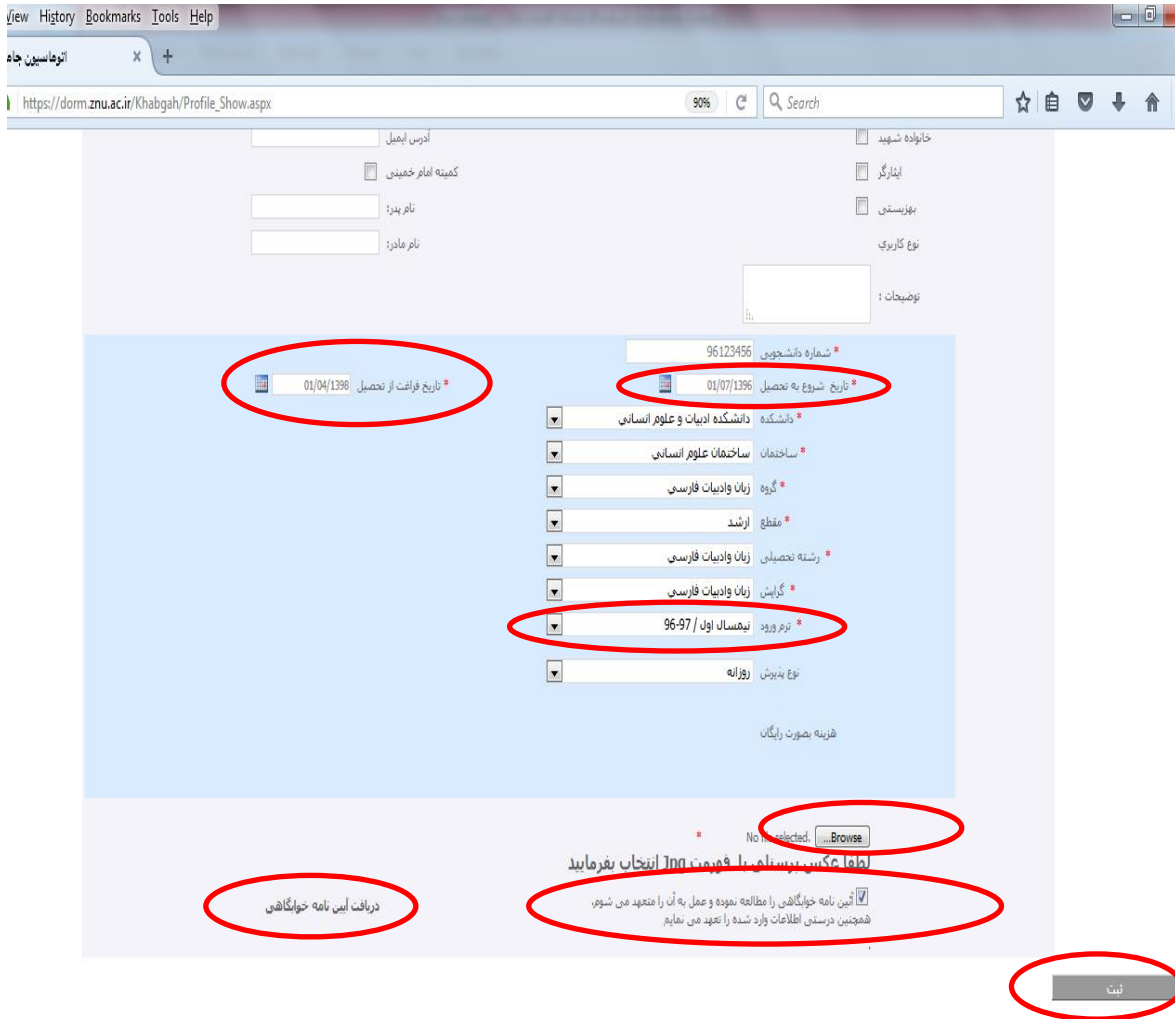 View History Bookmarks Tools Help
اتوماسیون جام
https://dorm.znu.ac.ir/Khabgah/Profile_Show.aspx 90% Search
خانواده شهید آدرس ایمیل
ایثارگر کمیته امام خمینی
بهزیستی نام پدر:
نوع کاربری نام مادر:
توضیحات :
* شماره دانشجویی 96123456
* تاریخ شروع به تحصیل 01/07/1396 * تاریخ فراغت از تحصیل 01/04/1398
* دانشکده دانشکده ادبیات و علوم انسانی
* ساختمان ساختمان علوم انسانی
* گروه زبان وادبیات فارسی
* مقطع ارشد
* رشته تحصیلی زبان وادبیات فارسی
* گرایش زبان وادبیات فارسی
* ترم ورود نیمسال اول / 97-96
نوع پذیرش روزانه
هزینه بصورت رایگان
Browse... No file selected. *
لطفا عکس پرسنلی با فورمت Jpg انتخاب بفرمایید
آئین نامه خوابگاهی را مطالعه نموده و عمل به آن را متعهد می شوم, دریافت آیین نامه خوابگاهی
همچنین درستی اطلاعات وارد شده را تعهد می نمایم
.
ثبت